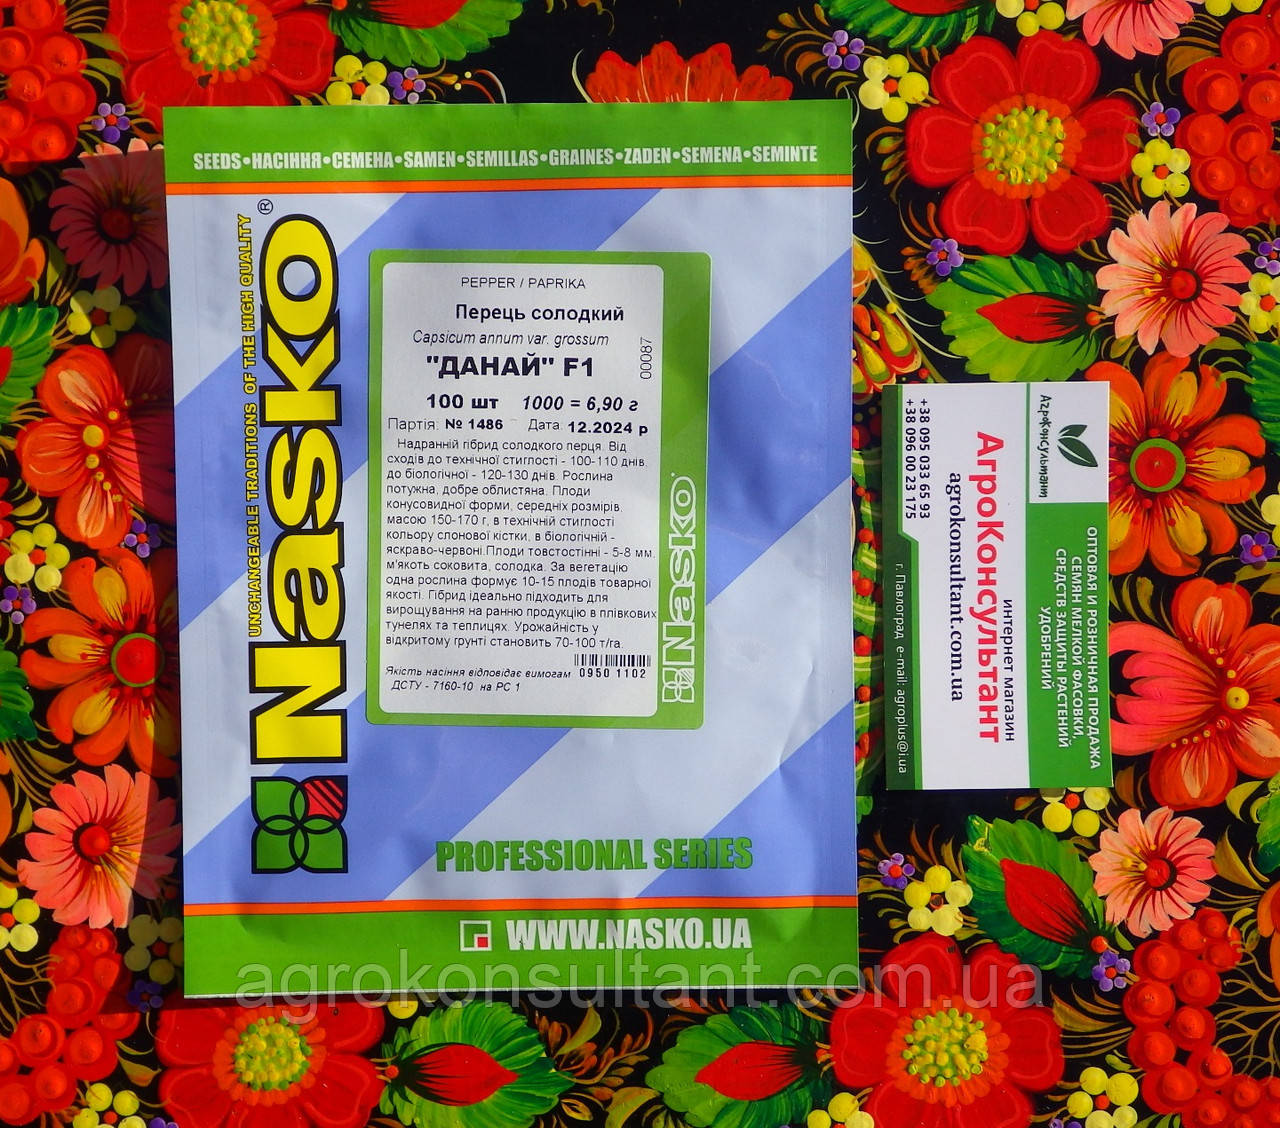 SEEDS•НАСІННЯ•СЕМЕНА•SAMEN•SEMILLAS•GRAINES•ZADEN•SEMENA•SEMINTE
UNCHANGEABLE TRADITIONS OF THE HIGH QUALITY
Nasko®
PEPPER / PAPRIKA
Перець солодкий
Capsicum annum var. grossum
"ДАНАЙ" F1
00087
100 шт 1000 = 6,90 г
Партія: № 1486 Дата: 12.2024 р
Надранній гібрид солодкого перця. Від
сходів до технічної стиглості - 100-110 днів,
до біологічної - 120-130 днів. Рослина
потужна, добре облистяна. Плоди
конусовидної форми, середніх розмірів,
масою 150-170 г, в технічній стиглості
кольору слонової кістки, в біологічній -
яскраво-червоні.Плоди товстостінні - 5-8 мм,
м'якоть соковита, солодка. За вегетацію
одна рослина формує 10-15 плодів товарної
якості. Гібрид ідеально підходить для
вирощування на ранню продукцію в плівкових
тунелях та теплицях. Урожайність у
відкритому ґрунті становить 70-100 т/га.
Якість насіння відповідає вимогам
ДСТУ - 7160-10 на РС 1
0950 1102
Nasko
PROFESSIONAL SERIES
WWW.NASKO.UA
АгроКонсультант
ОПТОВАЯ И РОЗНИЧНАЯ ПРОДАЖА
СЕМЯН МЕЛКОЙ ФАСОВКИ,
СРЕДСТВ ЗАЩИТЫ РАСТЕНИЙ
УДОБРЕНИЙ
интернет магазин
АгроКонсультант
agrokonsultant.com.ua
+38 095 033 65 93
+38 096 00 23 175
г. Павлоград e-mail: agroplus@i.ua
agrokonsultant.com.ua